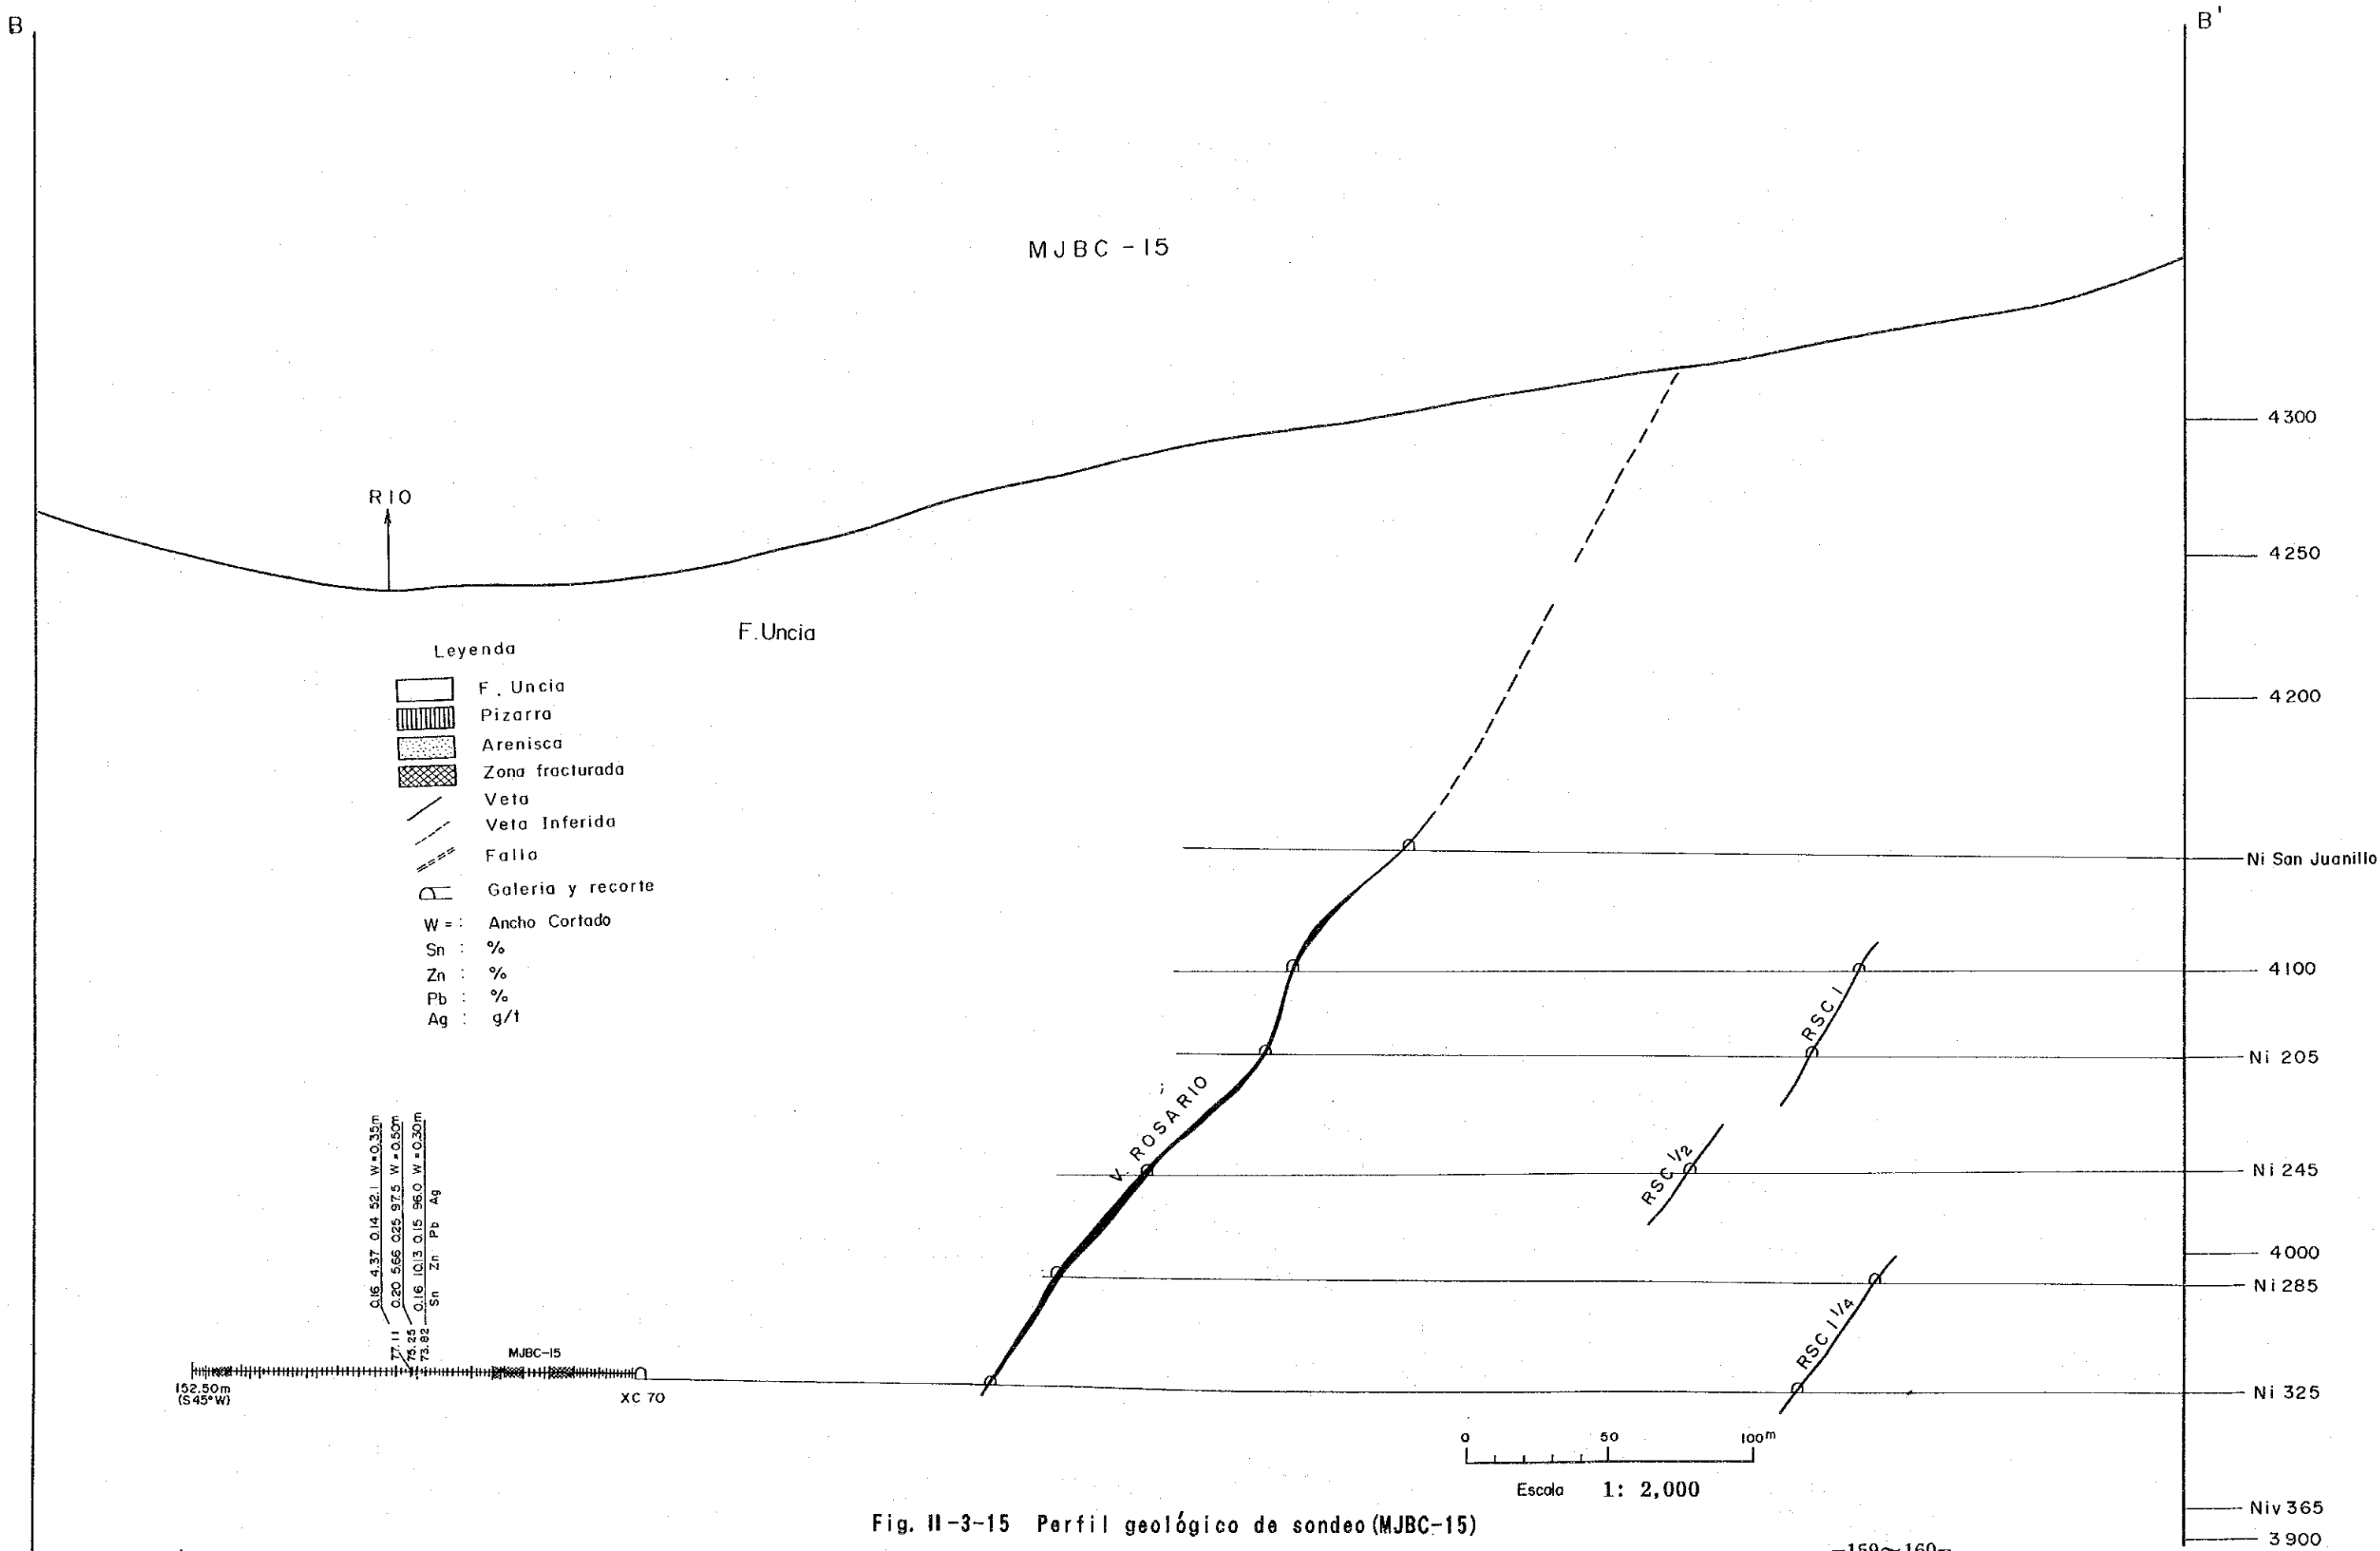 B
B'
MJBC - 15
RIO
F. Uncia
4300
4250
4200
Ni San Juanillo
4100
Ni 205
Ni 245
4000
Ni 285
Ni 325
Niv 365
3900
Leyenda
F. Uncia
Pizarra
Arenisca
Zona fracturada
Veta
Veta Inferida
Falla
Galeria y recorte
W = : Ancho Cortado
Sn : %
Zn : %
Pb : %
Ag : g/t
V. ROSARIO
RSC 1
RSC 1/2
RSC 1 1/4
0.16 4.37 0.14 52.1 W = 0.35m
0.20 5.66 0.25 97.5 W = 0.50m
0.16 10.13 0.15 96.0 W = 0.30m
Sn Zn Pb Ag
77.11
75.25
73.82
MJBC-15
152.50m
(S45°W)
XC 70
0 50 100m
Escala 1: 2,000
Fig. II-3-15 Perfil geológico de sondeo (MJBC-15)
-159~160-